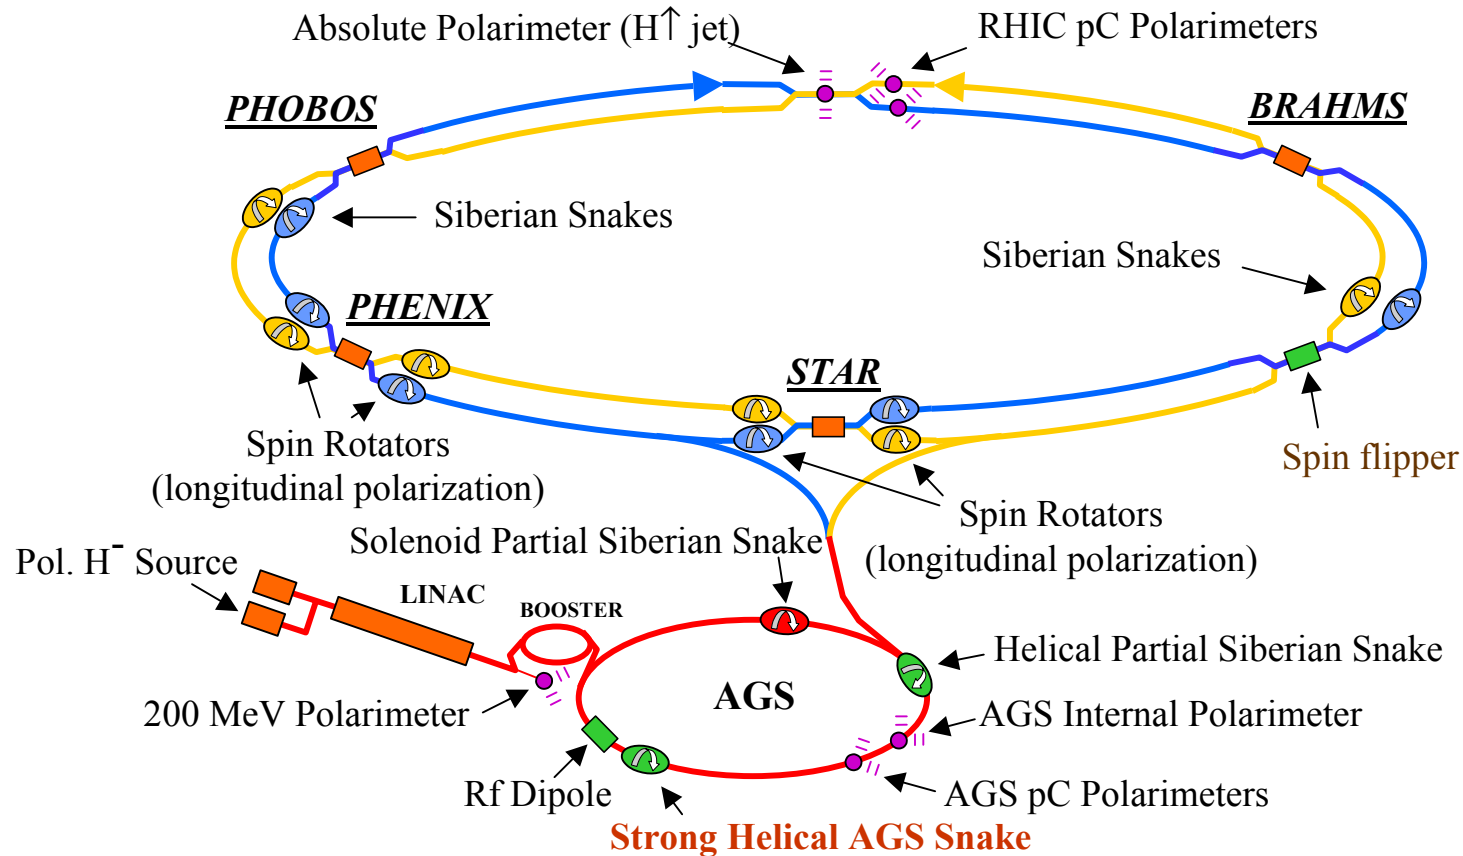 Absolute Polarimeter (H↑ jet)
RHIC pC Polarimeters
PHOBOS
BRAHMS
Siberian Snakes
Siberian Snakes
PHENIX
STAR
Spin Rotators
(longitudinal polarization)
Spin flipper
Spin Rotators
(longitudinal polarization)
Solenoid Partial Siberian Snake
Pol. H⁻ Source
LINAC
BOOSTER
Helical Partial Siberian Snake
AGS
200 MeV Polarimeter
AGS Internal Polarimeter
Rf Dipole
AGS pC Polarimeters
Strong Helical AGS Snake